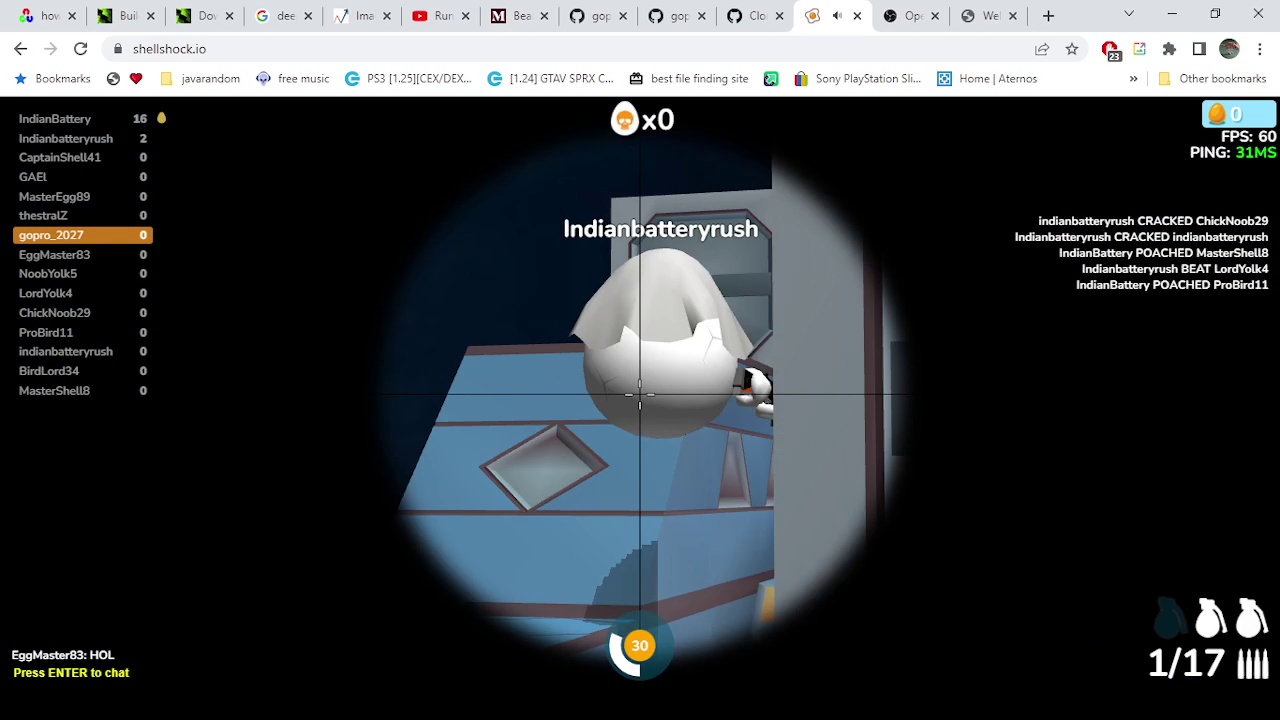 how
Buil
Dov
dee
Ima
Run
Bea
gop
gop
Clo
Ope
Wel
shellshock.io
23
Bookmarks
javarandom
free music
PS3 [1.25][CEX/DEX...
[1.24] GTAV SPRX C...
best file finding site
Sony PlayStation Sli...
Home | Aternos
»
Other bookmarks
IndianBattery 16
Indianbatteryrush 2
CaptainShell41 0
GAEl 0
MasterEgg89 0
thestralZ 0
gopro_2027 0
EggMaster83 0
NoobYolk5 0
LordYolk4 0
ChickNoob29 0
ProBird11 0
indianbatteryrush 0
BirdLord34 0
MasterShell8 0
x0
Indianbatteryrush
0
FPS: 60
PING: 31MS
indianbatteryrush CRACKED ChickNoob29
Indianbatteryrush CRACKED indianbatteryrush
IndianBattery POACHED MasterShell8
Indianbatteryrush BEAT LordYolk4
IndianBattery POACHED ProBird11
30
EggMaster83: HOL
Press ENTER to chat
1/17